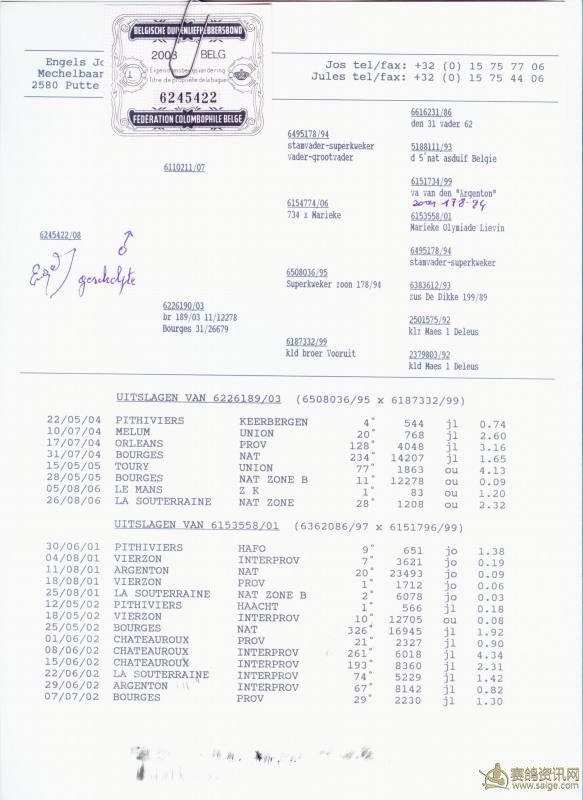 Engels Jo
Mechelbaan
2580 Putte
BELGISCHE DUIVENLIEFHEBBERSBOND
2008 BELG
Eigendomsbewijs van de ring
Titre de propriété de la bague
T
6245422
FEDERATION COLOMBOPHILE BELGE
Jos tel/fax: +32 (0) 15 75 77 06
Jules tel/fax: +32 (0) 15 75 44 06
6616231/86
den 31 vader 62
6495178/94
stamvader-superkweker
vader-grootvader
5188111/93
d 5'nat asduif Belgie
6110211/07
6151734/99
va van den "Argenton"
zoon 178-94
6154774/06
734 x Marieke
6153558/01
Marieke Olymiade Lievin
6245422/08
♂
geschelpte
6495178/94
stamvader-superkweker
6508036/95
Superkweker zoon 178/94
6383612/93
zus De Dikke 199/89
6226190/03
br 189/03 11/12278
Bourges 31/26679
2501575/92
klz Maes 1 Deleus
6187332/99
kld broer Vooruit
2379803/92
kld Maes 1 Deleus
UITSLAGEN VAN 6226189/03 (6508036/95 x 6187332/99)
22/05/04 PITHIVIERS KEERBERGEN 4° 544 jl 0.74
10/07/04 MELUM UNION 20° 768 jl 2.60
17/07/04 ORLEANS PROV 128° 4048 jl 3.16
31/07/04 BOURGES NAT 234° 14207 jl 1.65
15/05/05 TOURY UNION 77° 1863 ou 4.13
28/05/05 BOURGES NAT ZONE B 11° 12278 ou 0.09
05/08/06 LE MANS Z K 1° 83 ou 1.20
26/08/06 LA SOUTERRAINE NAT ZONE 28° 1208 ou 2.32
UITSLAGEN VAN 6153558/01 (6362086/97 x 6151796/99)
30/06/01 PITHIVIERS HAFO 9° 651 jo 1.38
04/08/01 VIERZON INTERPROV 7° 3621 jo 0.19
11/08/01 ARGENTON NAT 20° 23493 jo 0.09
18/08/01 VIERZON PROV 1° 1712 jo 0.06
25/08/01 LA SOUTERRAINE NAT ZONE B 2° 6078 jo 0.03
12/05/02 PITHIVIERS HAACHT 1° 566 jl 0.18
18/05/02 VIERZON INTERPROV 10° 12705 ou 0.08
25/05/02 BOURGES NAT 326° 16945 jl 1.92
01/06/02 CHATEAUROUX PROV 21° 2327 jl 0.90
08/06/02 CHATEAUROUX INTERPROV 261° 6018 jl 4.34
15/06/02 CHATEAUROUX INTERPROV 193° 8360 jl 2.31
22/06/02 LA SOUTERRAINE INTERPROV 74° 5229 jl 1.42
29/06/02 ARGENTON INTERPROV 67° 8142 jl 0.82
07/07/02 BOURGES PROV 29° 2230 jl 1.30
赛鸽资讯网
www.saige.com